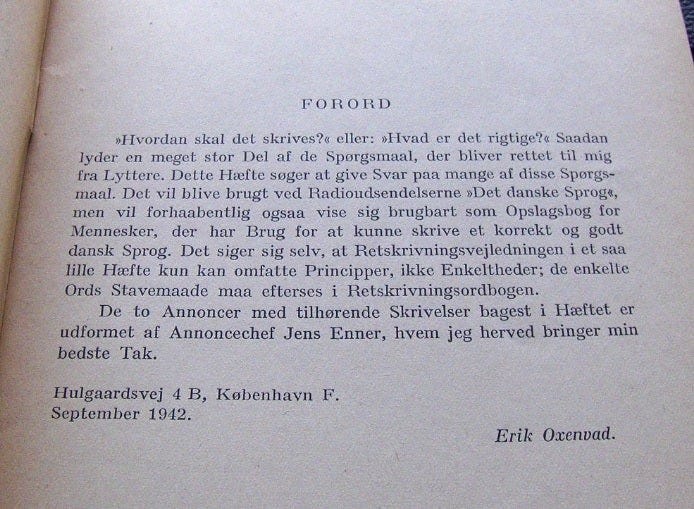 FORORD
»Hvordan skal det skrives?« eller: »Hvad er det rigtige?« Saadan
lyder en meget stor Del af de Spørgsmaal, der bliver rettet til mig
fra Lyttere. Dette Hæfte søger at give Svar paa mange af disse Spørgs-
maal. Det vil blive brugt ved Radioudsendelserne »Det danske Sprog«,
men vil forhaabentlig ogsaa vise sig brugbart som Opslagsbog for
Mennesker, der har Brug for at kunne skrive et korrekt og godt
dansk Sprog. Det siger sig selv, at Retskrivningsvejledningen i et saa
lille Hæfte kun kan omfatte Principper, ikke Enkeltheder; de enkelte
Ords Stavemaade maa efterses i Retskrivningsordbogen.
De to Annoncer med tilhørende Skrivelser bagest i Hæftet er
udformet af Annoncechef Jens Enner, hvem jeg herved bringer min
bedste Tak.
Hulgaardsvej 4 B, København F.
September 1942.
Erik Oxenvad.